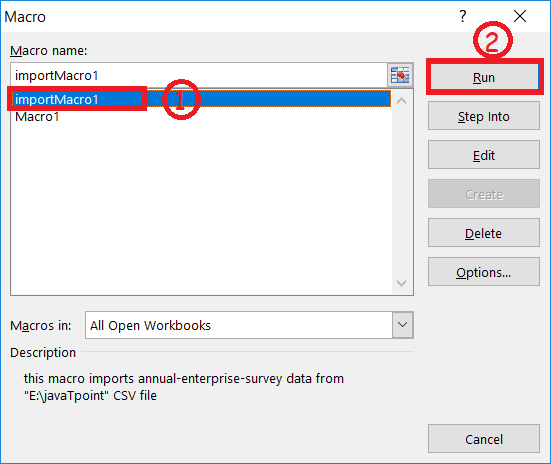 Macro
?
2
Macro name:
importMacro1
Run
importMacro1
1
Macro1
Step Into
Edit
Create
Delete
Options...
Macros in:
All Open Workbooks
Description
this macro imports annual-enterprise-survey data from
"E:\javaTpoint" CSV file
Cancel